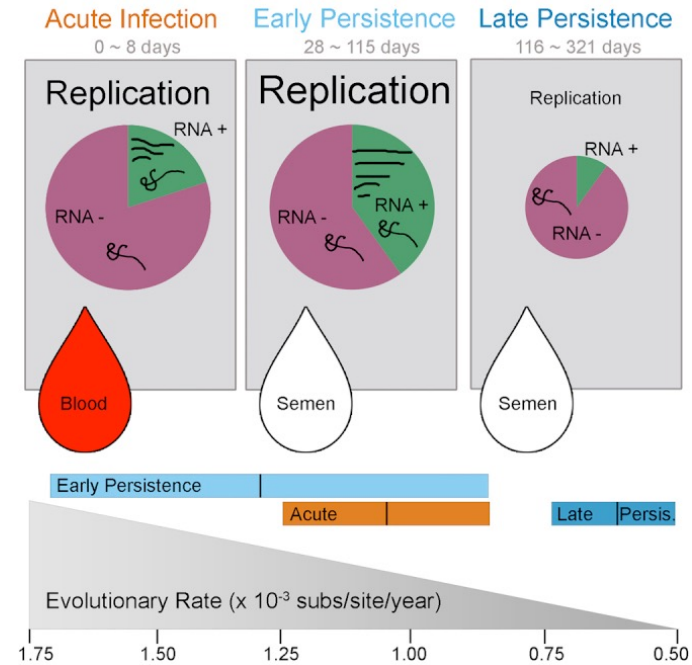 Acute Infection
0 ~ 8 days
Early Persistence
28 ~ 115 days
Late Persistence
116 ~ 321 days
Replication
RNA +
RNA -
Blood
Replication
RNA -
RNA +
Semen
Replication
RNA +
RNA -
Semen
Early Persistence
Acute
Late Persis.
Evolutionary Rate (x 10⁻³ subs/site/year)
1.75 1.50 1.25 1.00 0.75 0.50